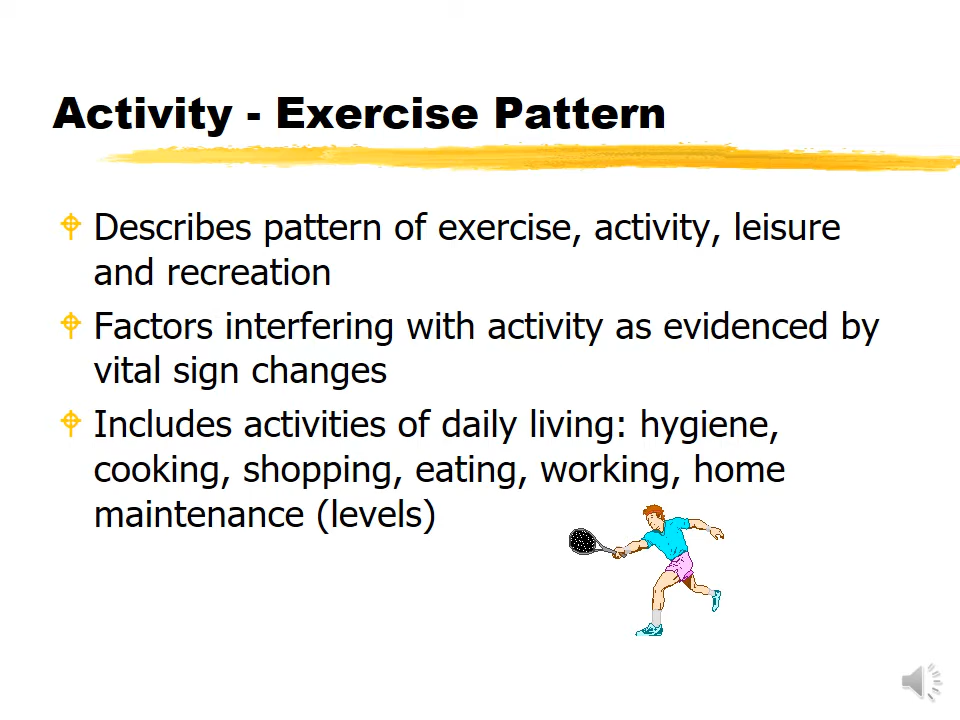 Activity - Exercise Pattern
Describes pattern of exercise, activity, leisure
and recreation
Factors interfering with activity as evidenced by
vital sign changes
Includes activities of daily living: hygiene,
cooking, shopping, eating, working, home
maintenance (levels)